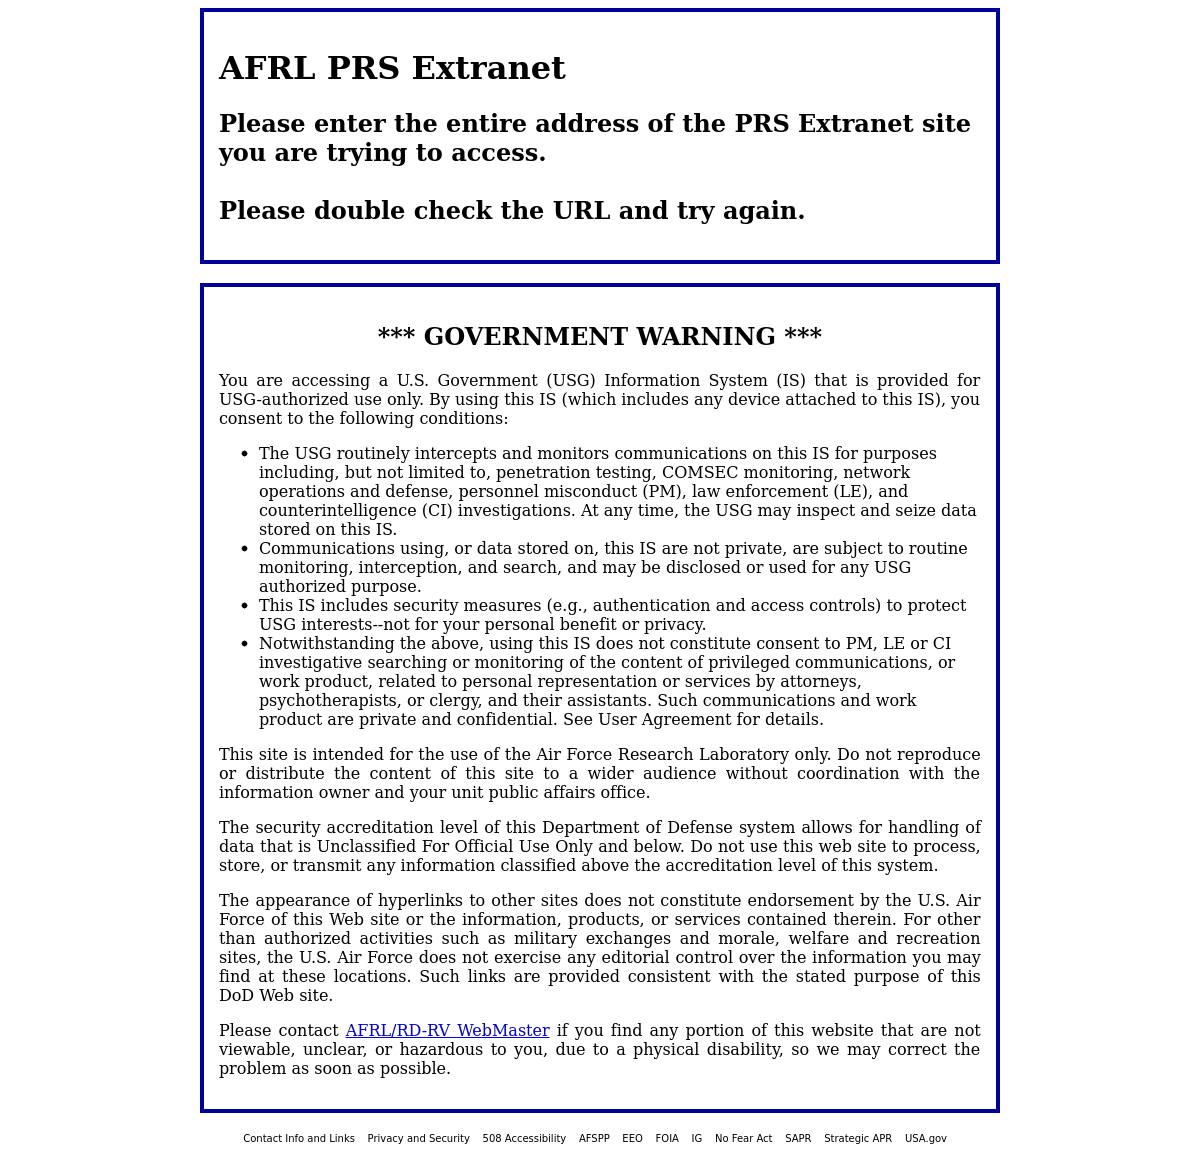 AFRL PRS Extranet
Please enter the entire address of the PRS Extranet site
you are trying to access.
Please double check the URL and try again.
*** GOVERNMENT WARNING ***
You are accessing a U.S. Government (USG) Information System (IS) that is provided for
USG-authorized use only. By using this IS (which includes any device attached to this IS), you
consent to the following conditions:
• The USG routinely intercepts and monitors communications on this IS for purposes
including, but not limited to, penetration testing, COMSEC monitoring, network
operations and defense, personnel misconduct (PM), law enforcement (LE), and
counterintelligence (CI) investigations. At any time, the USG may inspect and seize data
stored on this IS.
• Communications using, or data stored on, this IS are not private, are subject to routine
monitoring, interception, and search, and may be disclosed or used for any USG
authorized purpose.
• This IS includes security measures (e.g., authentication and access controls) to protect
USG interests--not for your personal benefit or privacy.
• Notwithstanding the above, using this IS does not constitute consent to PM, LE or CI
investigative searching or monitoring of the content of privileged communications, or
work product, related to personal representation or services by attorneys,
psychotherapists, or clergy, and their assistants. Such communications and work
product are private and confidential. See User Agreement for details.
This site is intended for the use of the Air Force Research Laboratory only. Do not reproduce
or distribute the content of this site to a wider audience without coordination with the
information owner and your unit public affairs office.
The security accreditation level of this Department of Defense system allows for handling of
data that is Unclassified For Official Use Only and below. Do not use this web site to process,
store, or transmit any information classified above the accreditation level of this system.
The appearance of hyperlinks to other sites does not constitute endorsement by the U.S. Air
Force of this Web site or the information, products, or services contained therein. For other
than authorized activities such as military exchanges and morale, welfare and recreation
sites, the U.S. Air Force does not exercise any editorial control over the information you may
find at these locations. Such links are provided consistent with the stated purpose of this
DoD Web site.
Please contact AFRL/RD-RV WebMaster if you find any portion of this website that are not
viewable, unclear, or hazardous to you, due to a physical disability, so we may correct the
problem as soon as possible.
Contact Info and Links Privacy and Security 508 Accessibility AFSPP EEO FOIA IG No Fear Act SAPR Strategic APR USA.gov